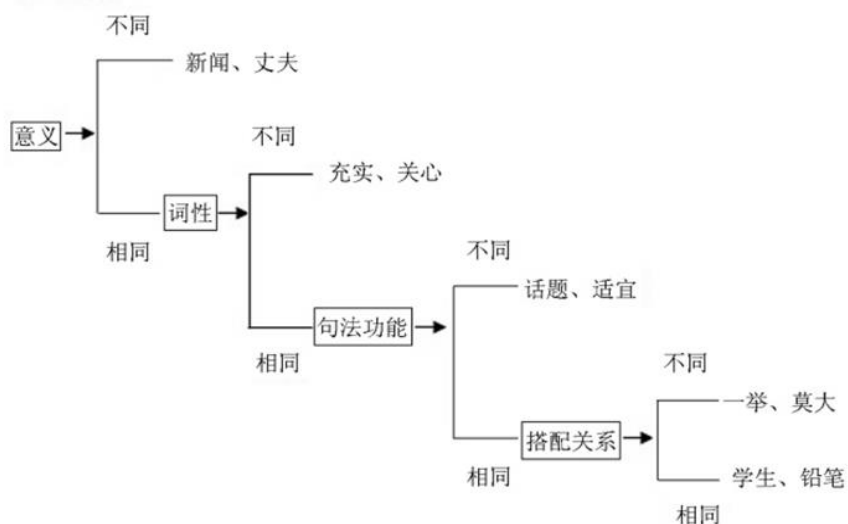 不同
新闻、丈夫
意义
不同
充实、关心
词性
相同
不同
话题、适宜
句法功能
相同
不同
一举、莫大
搭配关系
相同
学生、铅笔
相同